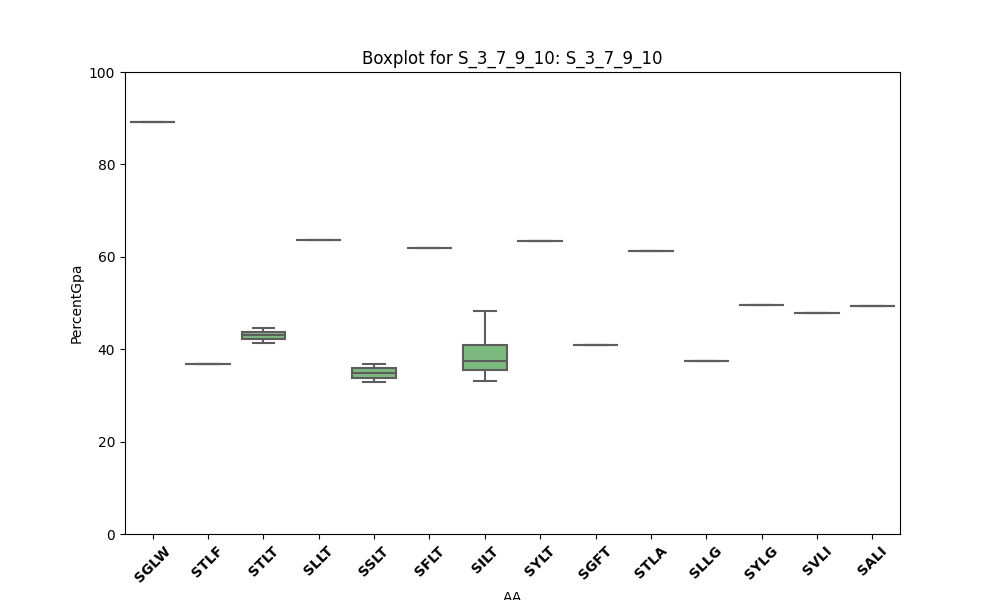 Boxplot for S_3_7_9_10: S_3_7_9_10
100
80
60
40
20
0
PercentGpa
SGLW STLF STLT SLLT SSLT SFLT SILT SYLT SGFT STLA SLLG SYLG SVLI SALI
AA